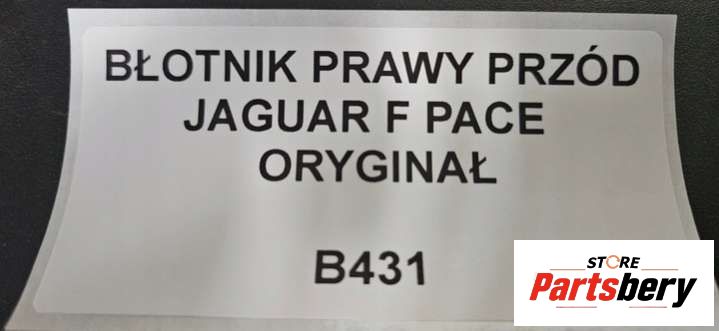 BŁOTNIK PRAWY PRZÓD
JAGUAR F PACE
ORYGINAŁ
B431
STORE
Partsbery